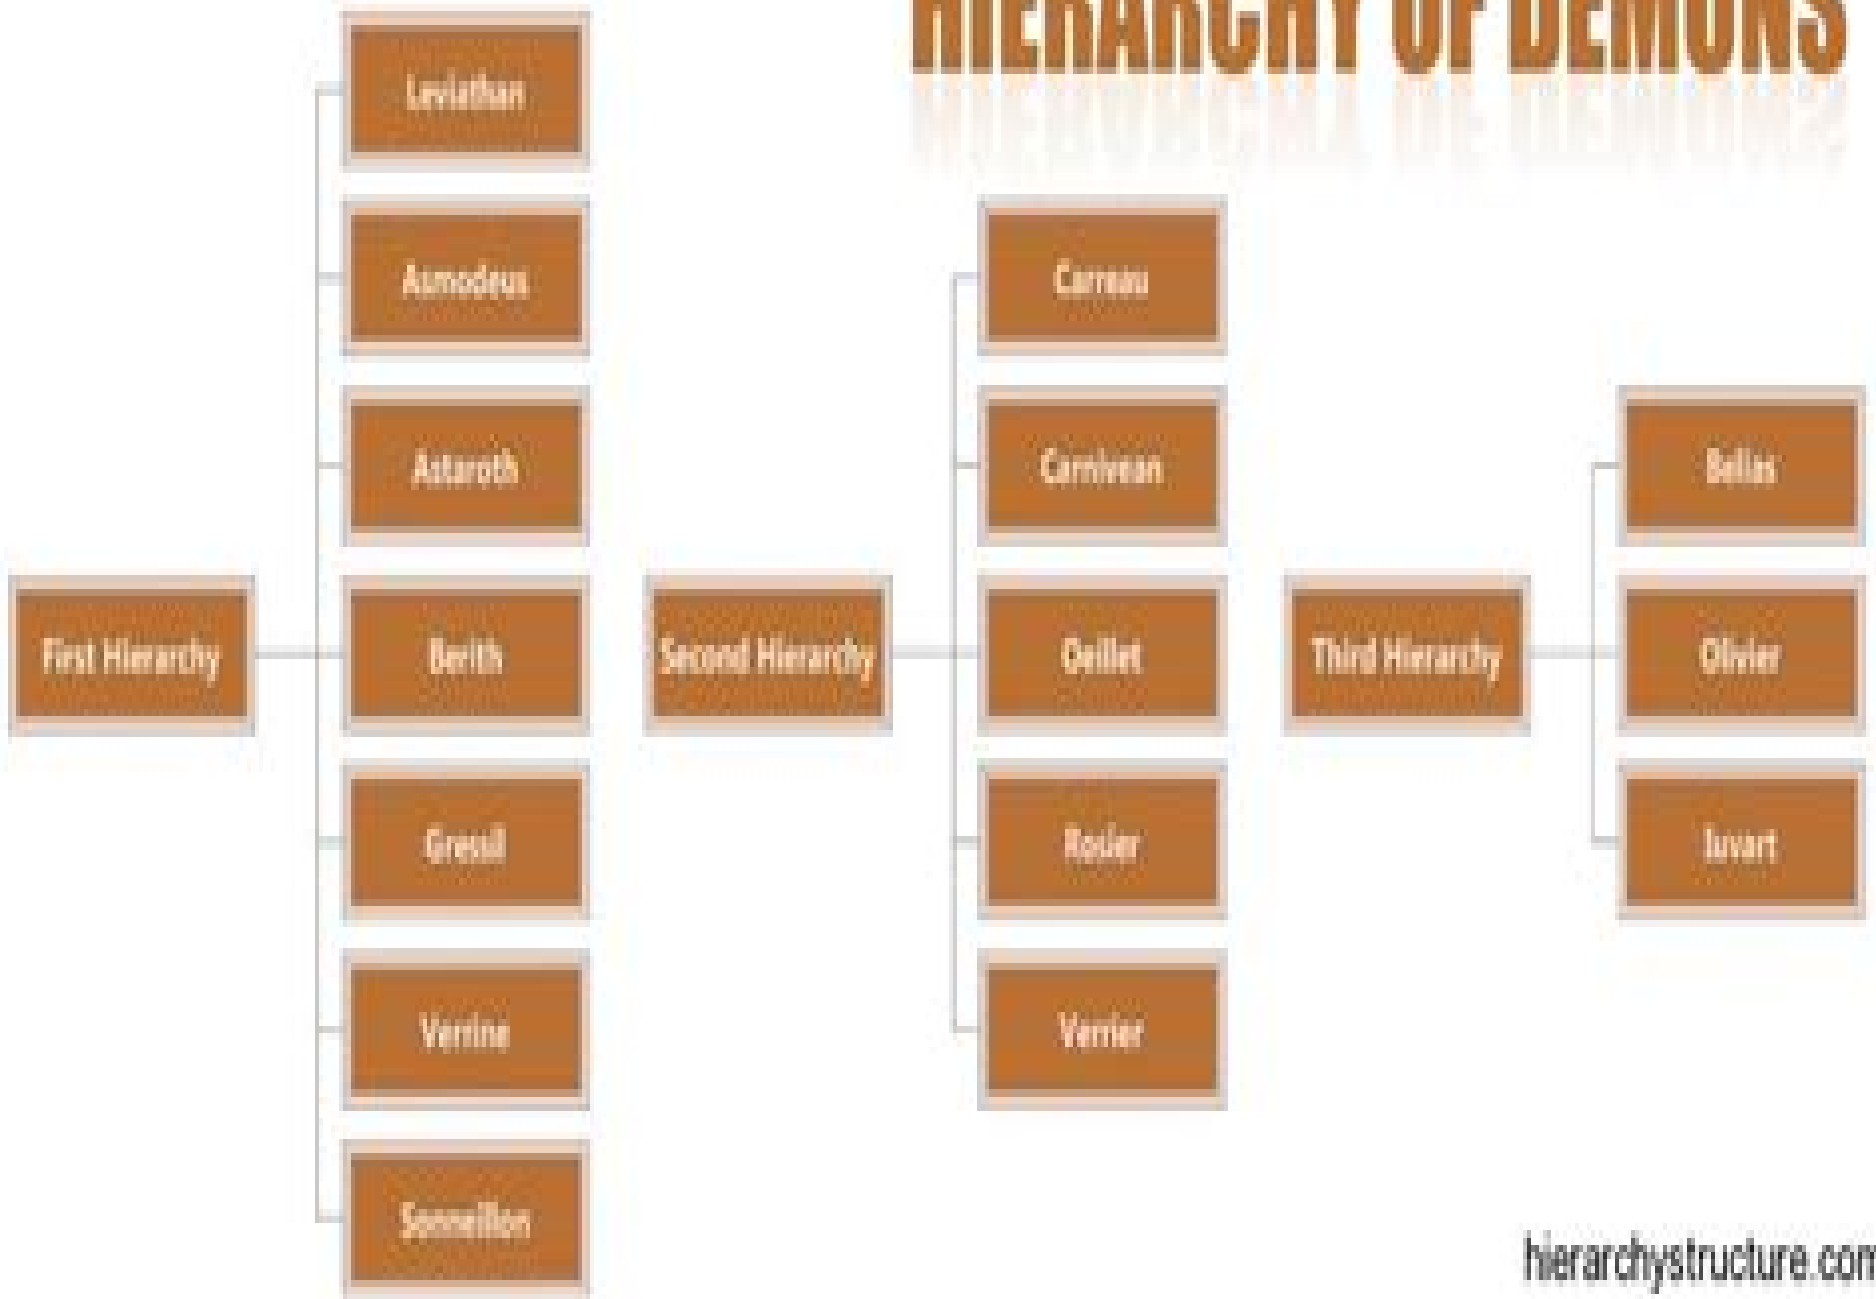 HIERARCHY OF DEMONS
First Hierarchy
Leviathan
Asmodeus
Astaroth
Berith
Gressil
Verrine
Sonneillon
Second Hierarchy
Carreau
Carnivean
Oeillet
Rosier
Verrier
Third Hierarchy
Belias
Olivier
Iuvart
hierarchystructure.com